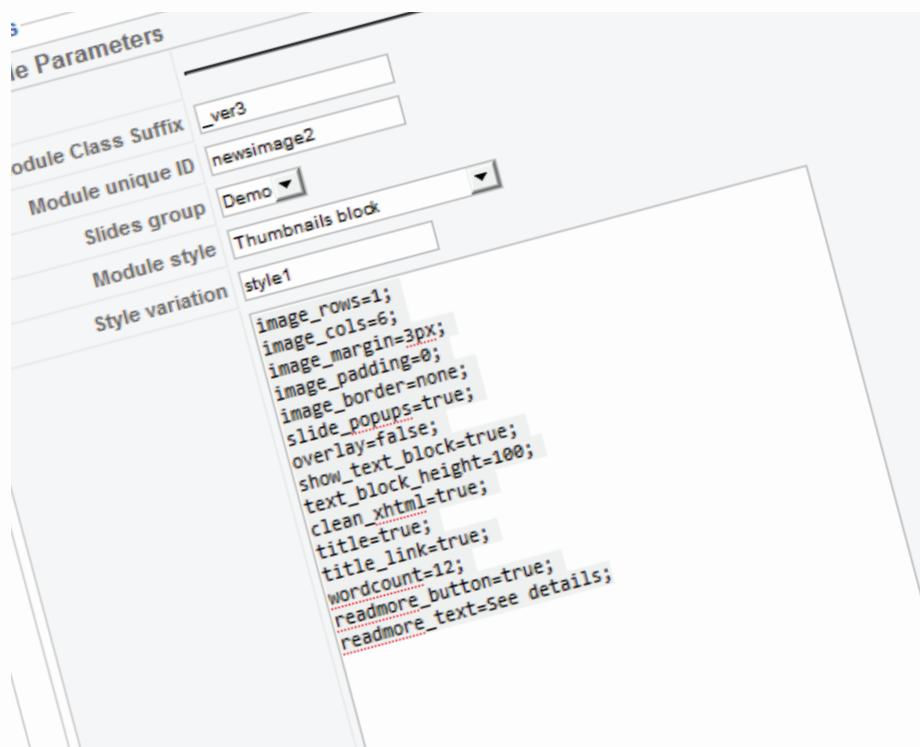 s
le Parameters
odule Class Suffix _ver3
Module unique ID newsimage2
Slides group Demo
Module style Thumbnails block
Style variation style1
image_rows=1;
image_cols=6;
image_margin=3px;
image_padding=0;
image_border=none;
slide_popups=true;
overlay=false;
show_text_block=true;
text_block_height=100;
clean_xhtml=true;
title=true;
title_link=true;
wordcount=12;
readmore_button=true;
readmore_text=See details;